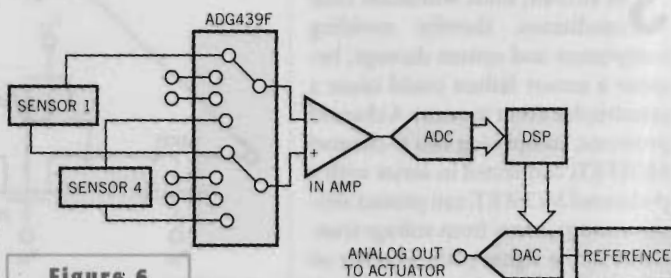 ADG439F
SENSOR 1
SENSOR 4
–
+
IN AMP
ADC
DSP
ANALOG OUT
TO ACTUATOR
DAC
REFERENCE
Figure 6